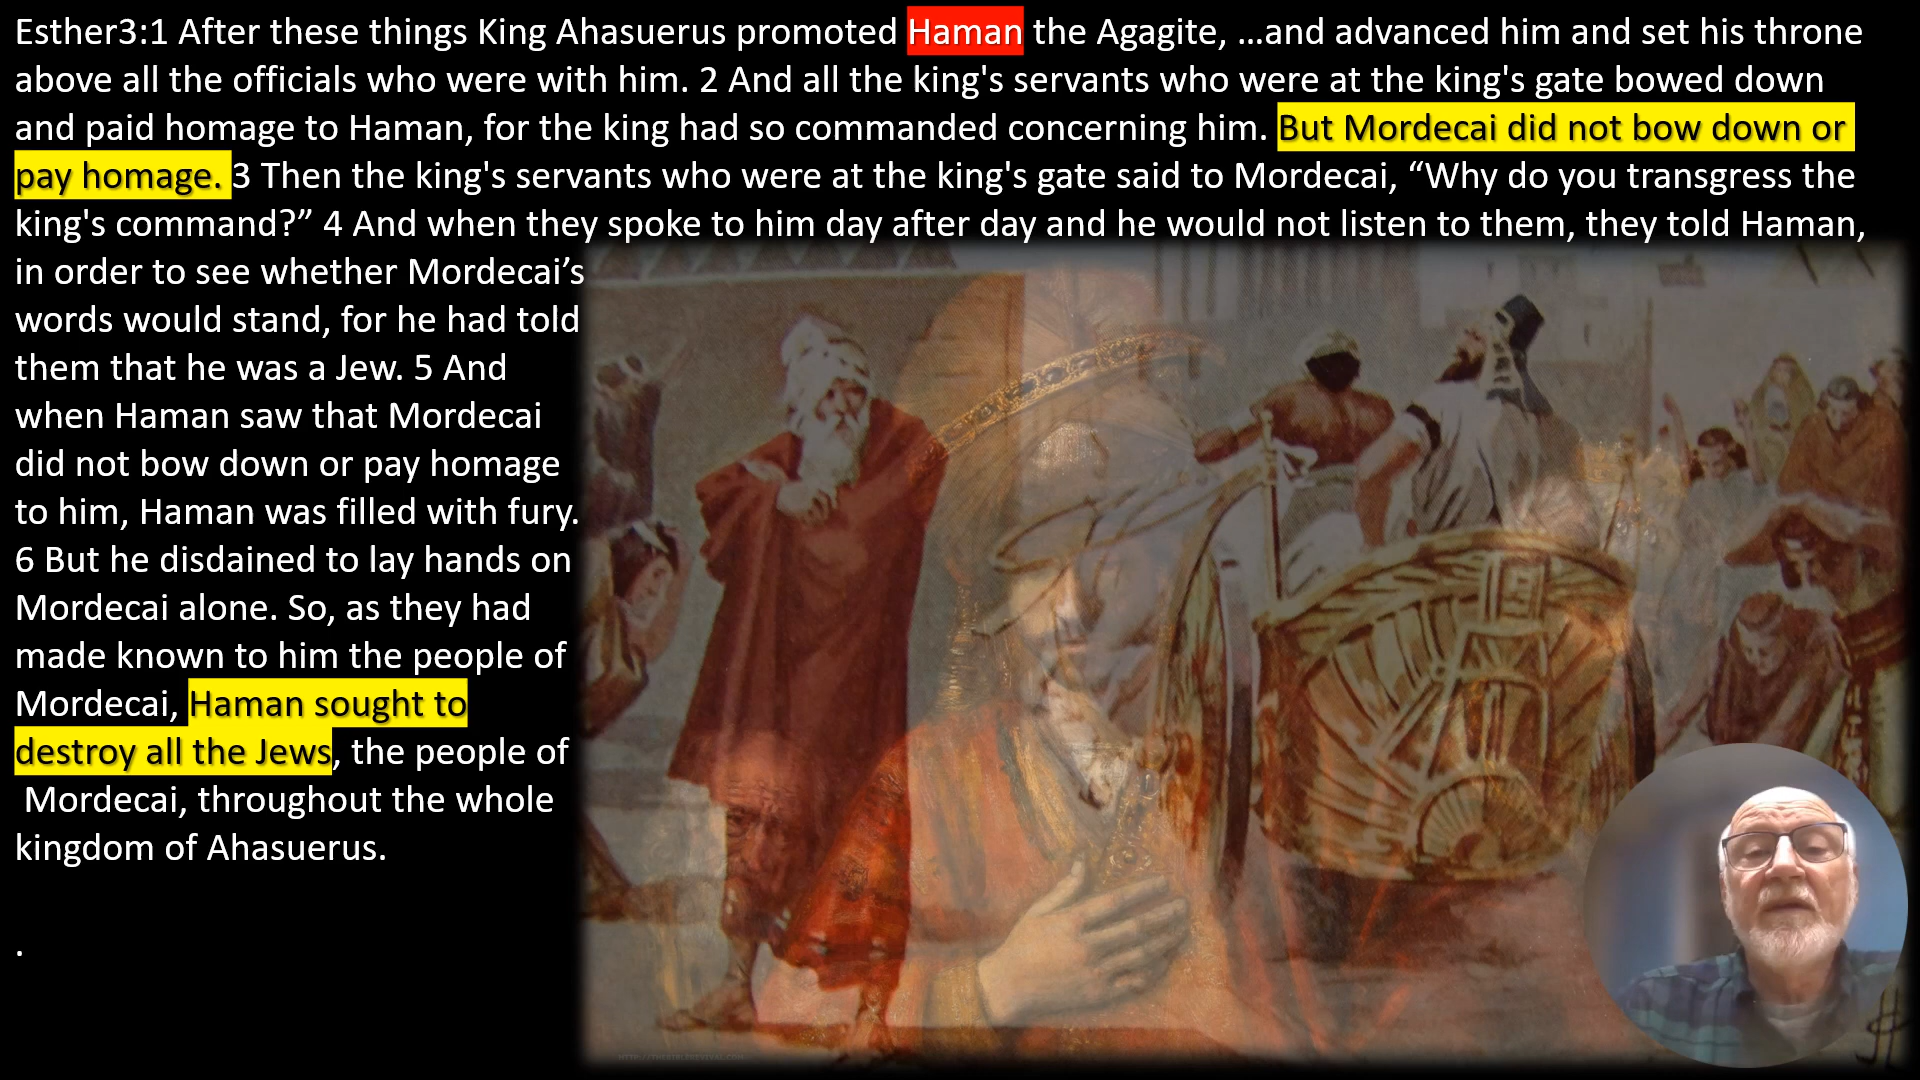 Esther3:1 After these things King Ahasuerus promoted Haman the Agagite, …and advanced him and set his throne
above all the officials who were with him. 2 And all the king's servants who were at the king's gate bowed down
and paid homage to Haman, for the king had so commanded concerning him. But Mordecai did not bow down or
pay homage. 3 Then the king's servants who were at the king's gate said to Mordecai, “Why do you transgress the
king's command?” 4 And when they spoke to him day after day and he would not listen to them, they told Haman,
in order to see whether Mordecai’s
words would stand, for he had told
them that he was a Jew. 5 And
when Haman saw that Mordecai
did not bow down or pay homage
to him, Haman was filled with fury.
6 But he disdained to lay hands on
Mordecai alone. So, as they had
made known to him the people of
Mordecai, Haman sought to
destroy all the Jews, the people of
Mordecai, throughout the whole
kingdom of Ahasuerus.
.